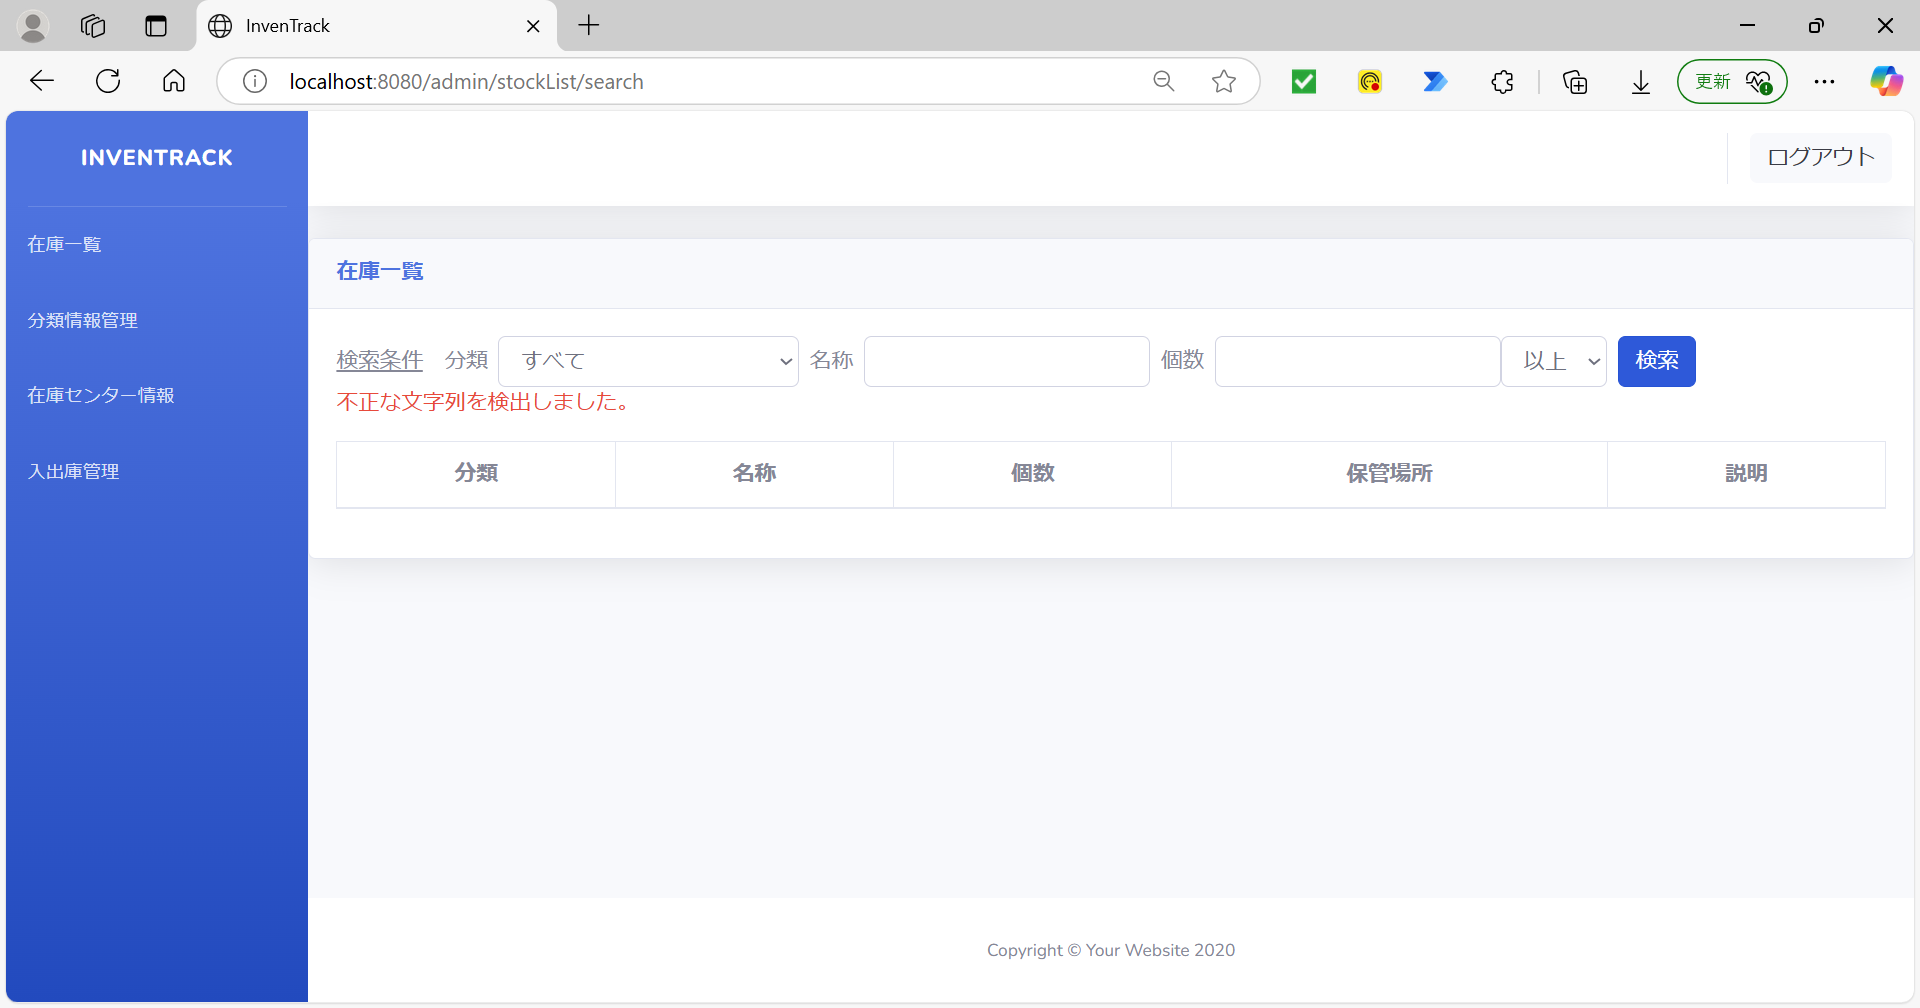 InvenTrack
localhost:8080/admin/stockList/search
更新
INVENTRACK
ログアウト
在庫一覧
分類情報管理
在庫センター情報
入出庫管理
在庫一覧
検索条件 分類 すべて 名称 個数 以上 検索
不正な文字列を検出しました。
分類 名称 個数 保管場所 説明
Copyright © Your Website 2020